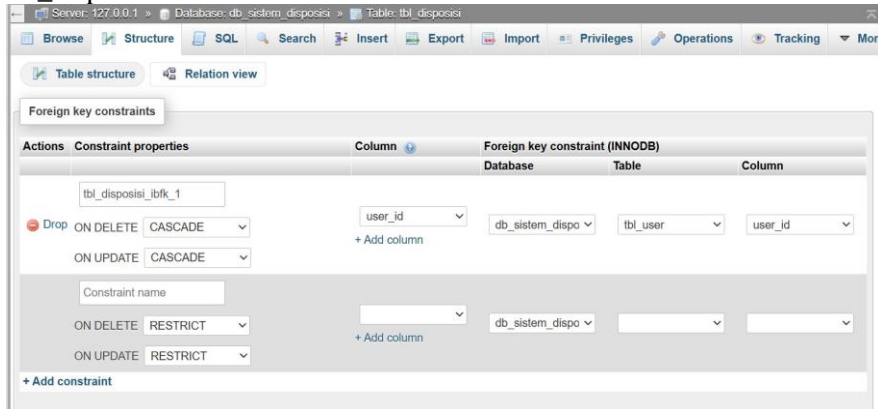 Server: 127.0.0.1 » Database: db_sistem_disposisi » Table: tbl_disposisi
Browse Structure SQL Search Insert Export Import Privileges Operations Tracking Mor
Table structure Relation view
Foreign key constraints
Actions Constraint properties Column Foreign key constraint (INNODB)
Database Table Column
tbl_disposisi_ibfk_1
Drop ON DELETE CASCADE user_id db_sistem_dispo tbl_user user_id
+ Add column
ON UPDATE CASCADE
Constraint name
ON DELETE RESTRICT db_sistem_dispo
+ Add column
ON UPDATE RESTRICT
+ Add constraint